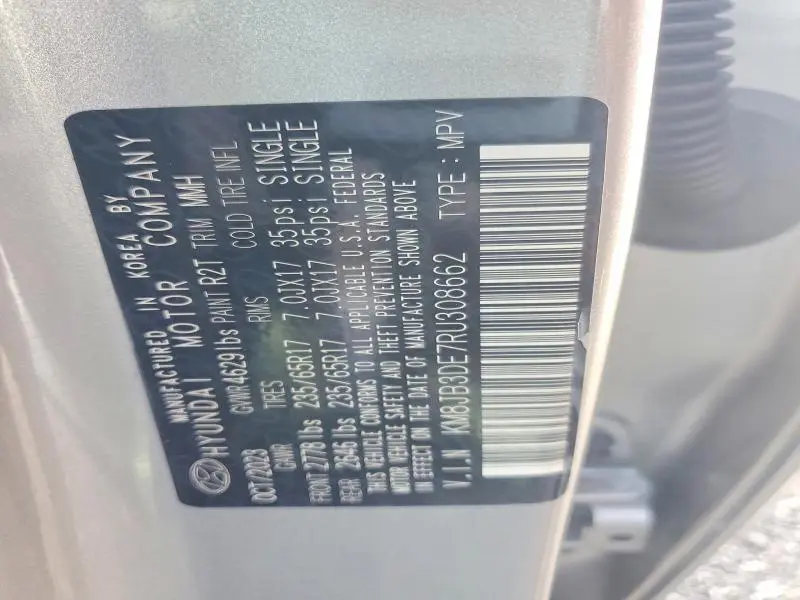 MANUFACTURED IN KOREA BY
HYUNDAI MOTOR COMPANY
OCT/2023 GVWR4629 lbs PAINT R2T TRIM MMH
GAWR TIRES RIMS COLD TIRE INFL
FRONT 2778 lbs 235/65R17 7.0JX17 35psi SINGLE
REAR 2646 lbs 235/65R17 7.0JX17 35psi SINGLE
THIS VEHICLE CONFORMS TO ALL APPLICABLE U.S.A. FEDERAL
MOTOR VEHICLE SAFETY AND THEFT PREVENTION STANDARDS
IN EFFECT ON THE DATE OF MANUFACTURE SHOWN ABOVE
V.I.N KM8JB3DE7RU308662 TYPE : MPV